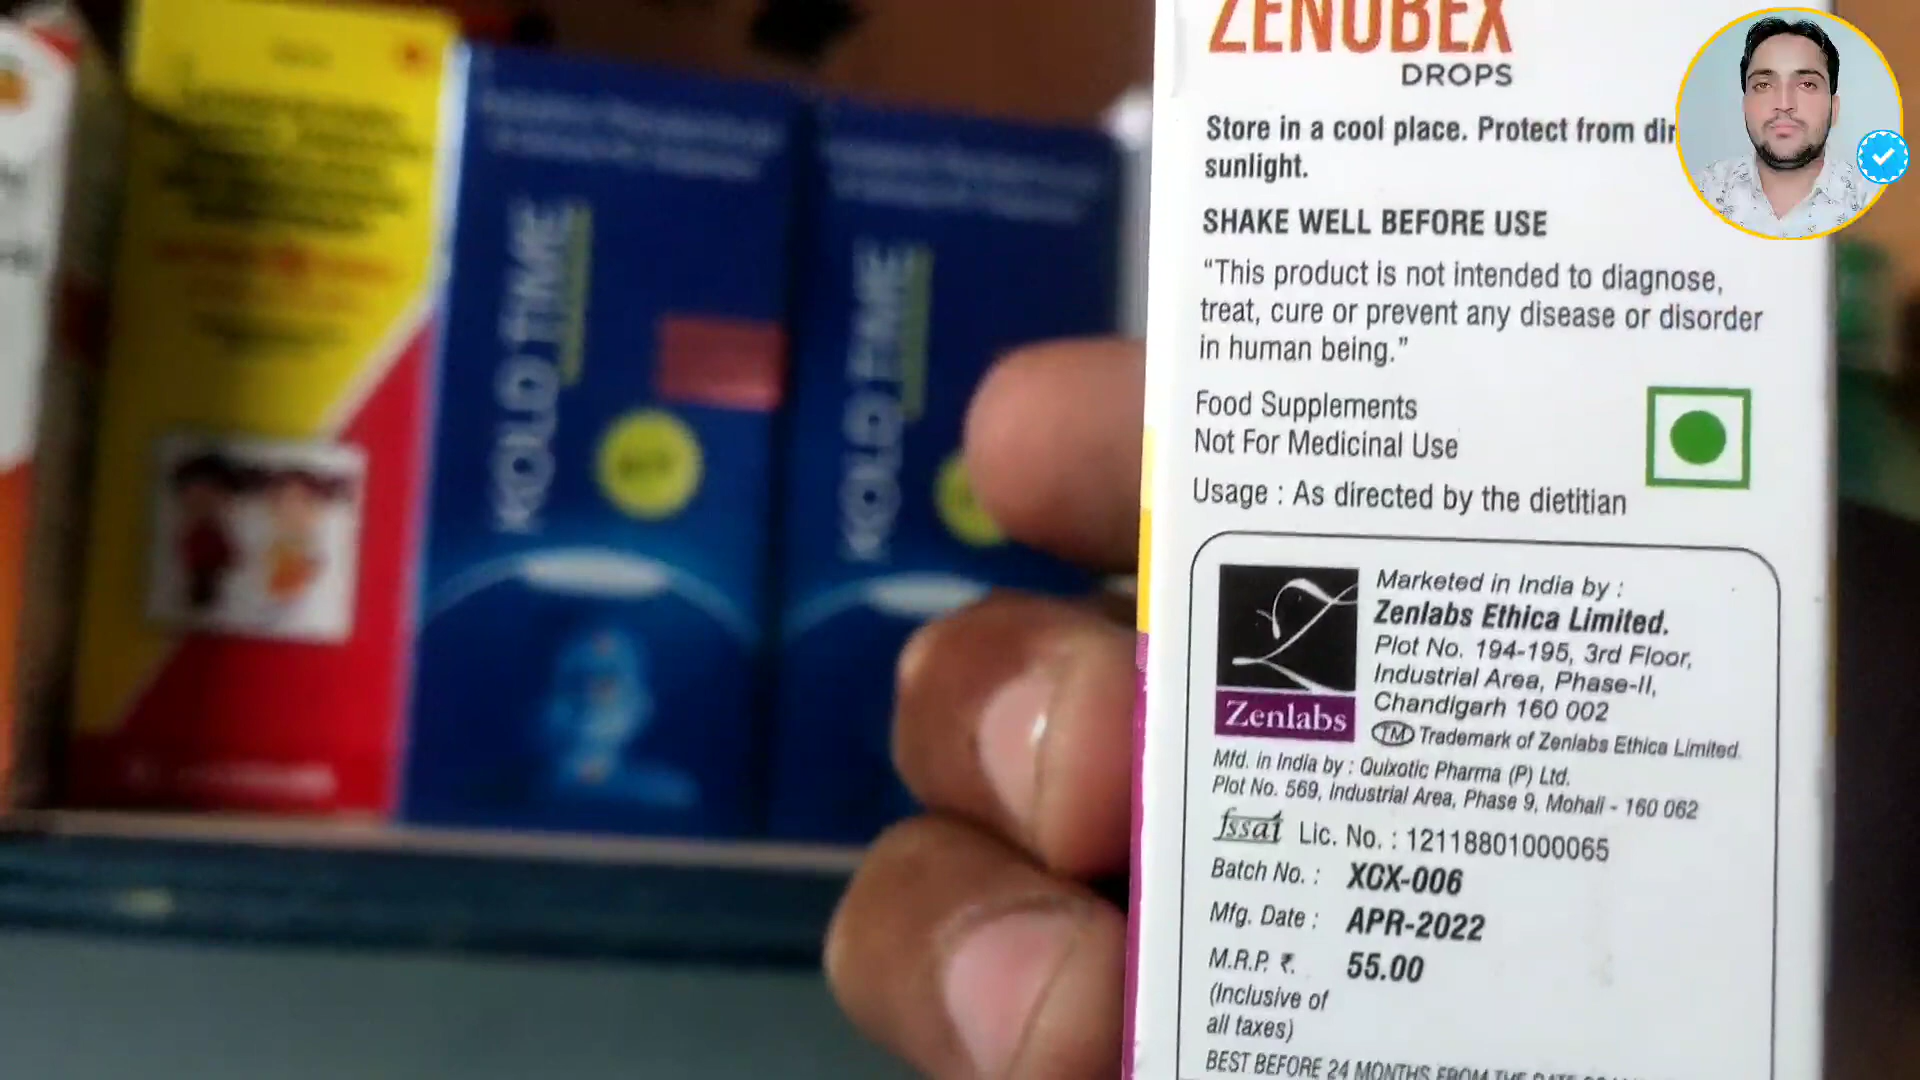 KOLD TIME
KOLD TIME
ZENOBEX
DROPS
Store in a cool place. Protect from
sunlight.
SHAKE WELL BEFORE USE
“This product is not intended to diagnose,
treat, cure or prevent any disease or disorder
in human being.”
Food Supplements
Not For Medicinal Use
Usage : As directed by the dietitian
Zenlabs
Marketed in India by :
Zenlabs Ethica Limited.
Plot No. 194-195, 3rd Floor,
Industrial Area, Phase-II,
Chandigarh 160 002
TM Trademark of Zenlabs Ethica Limited.
Mfd. in India by : Quixotic Pharma (P) Ltd.
Plot No. 569, Industrial Area, Phase 9, Mohali - 160 062
fssai Lic. No. : 12118801000065
Batch No. : XCX-006
Mfg. Date : APR-2022
M.R.P. ₹. 55.00
(Inclusive of
all taxes)
BEST BEFORE 24 MONTHS FROM THE DATE